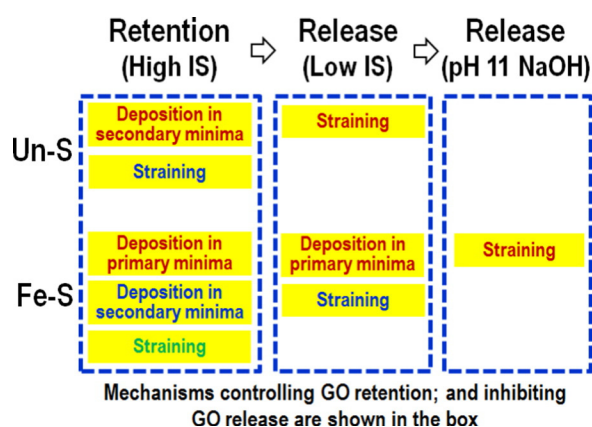 Retention
(High IS)
Release
(Low IS)
Release
(pH 11 NaOH)
Un-S
Deposition in
secondary minima
Straining
Straining
Fe-S
Deposition in
primary minima
Deposition in
secondary minima
Straining
Deposition in
primary minima
Straining
Straining
Mechanisms controlling GO retention; and inhibiting
GO release are shown in the box